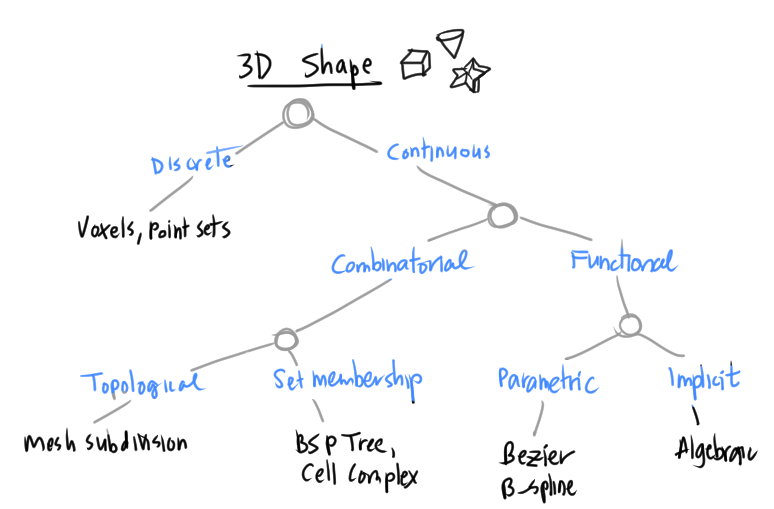 3D Shape
Discrete
Continuous
Voxels, point sets
Combinatorial
Functional
Topological
Set membership
Parametric
Implicit
mesh subdivision
BSP Tree,
Cell Complex
Bezier
B-spline
Algebraic